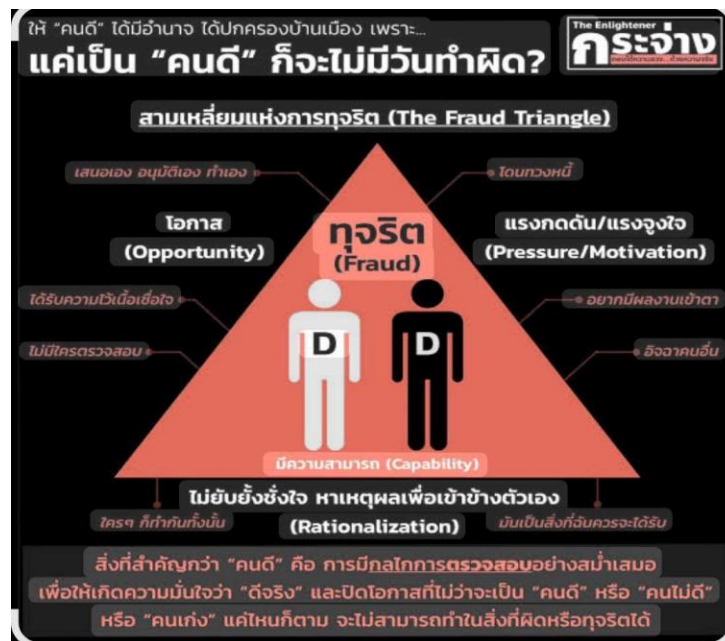 ให้ “คนดี” ได้มีอำนาจ ได้ปกครองบ้านเมือง เพราะ...
แค่เป็น “คนดี” ก็จะไม่มีวันทำผิด?
The Enlightener
กระจ่าง
สามเหลี่ยมแห่งการทุจริต (The Fraud Triangle)
เสนอเอง อนุมัติเอง ทำเอง
โดนทวงหนี้
โอกาส
(Opportunity)
ทุจริต
(Fraud)
แรงกดดัน/แรงจูงใจ
(Pressure/Motivation)
ได้รับความไว้เนื้อเชื่อใจ
อยากมีผลงานเข้าตา
ไม่มีใครตรวจสอบ
D
D
อิจฉาคนอื่น
มีความสามารถ (Capability)
ไม่ยับยั้งชั่งใจ หาเหตุผลเพื่อเข้าข้างตัวเอง
(Rationalization)
ใครๆ ก็ทำกันทั้งนั้น
มันเป็นสิ่งที่ฉันควรจะได้รับ
สิ่งที่สำคัญกว่า “คนดี” คือ การมีกลไกการตรวจสอบอย่างสม่ำเสมอ
เพื่อให้เกิดความมั่นใจว่า “ดีจริง” และปิดโอกาสที่ไม่ว่าจะเป็น “คนดี” หรือ “คนไม่ดี”
หรือ “คนเก่ง” แค่ไหนก็ตาม จะไม่สามารถทำในสิ่งที่ผิดหรือทุจริตได้